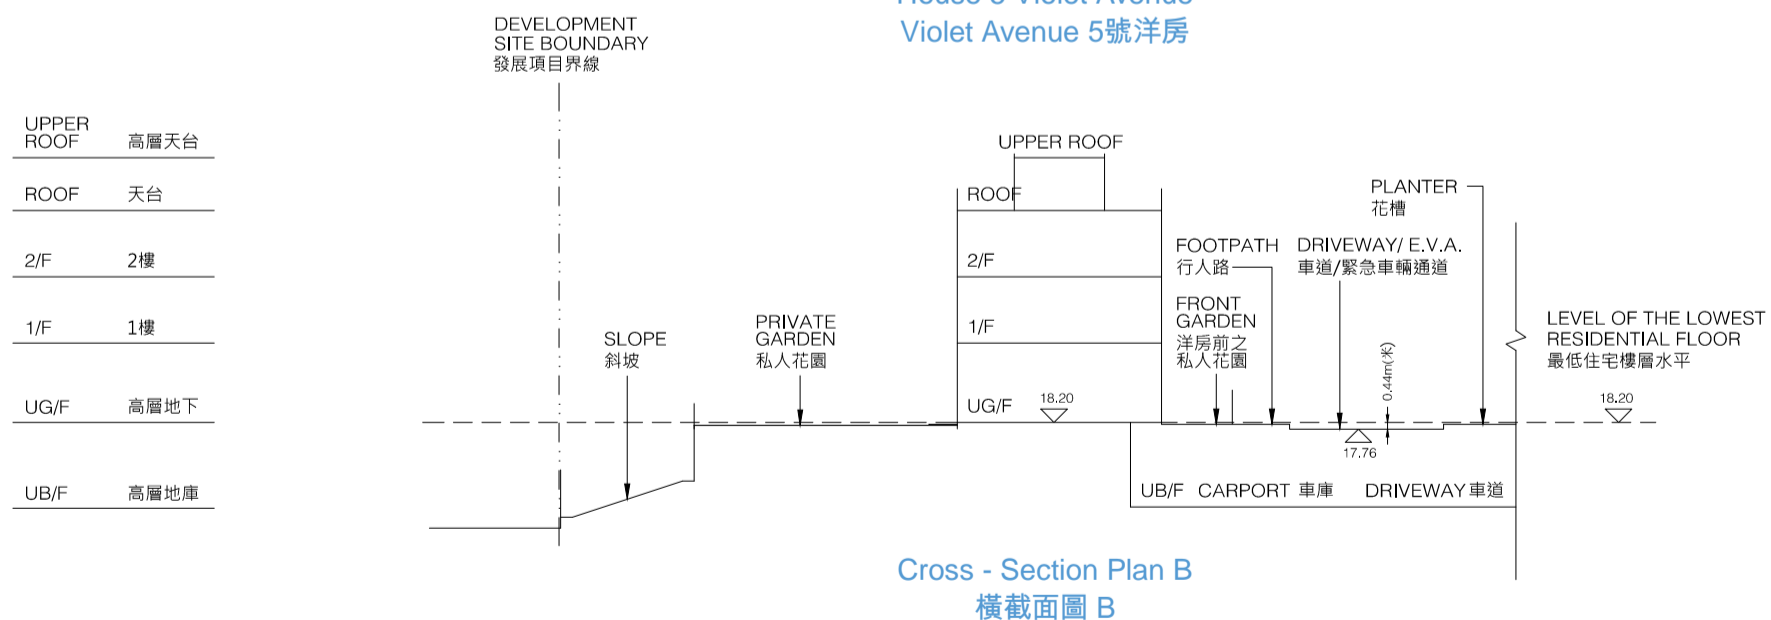 Violet Avenue 5號洋房
DEVELOPMENT
SITE BOUNDARY
發展項目界線
UPPER
ROOF 高層天台
ROOF 天台
2/F 2樓
1/F 1樓
UG/F 高層地下
UB/F 高層地庫
SLOPE
斜坡
PRIVATE
GARDEN
私人花園
UPPER ROOF
ROOF
2/F
1/F
UG/F
18.20
FOOTPATH
行人路
FRONT
GARDEN
洋房前之
私人花園
DRIVEWAY/ E.V.A.
車道/緊急車輛通道
PLANTER
花槽
0.44m(米)
17.76
UB/F CARPORT 車庫 DRIVEWAY 車道
LEVEL OF THE LOWEST
RESIDENTIAL FLOOR
最低住宅樓層水平
18.20
Cross - Section Plan B
橫截面圖 B